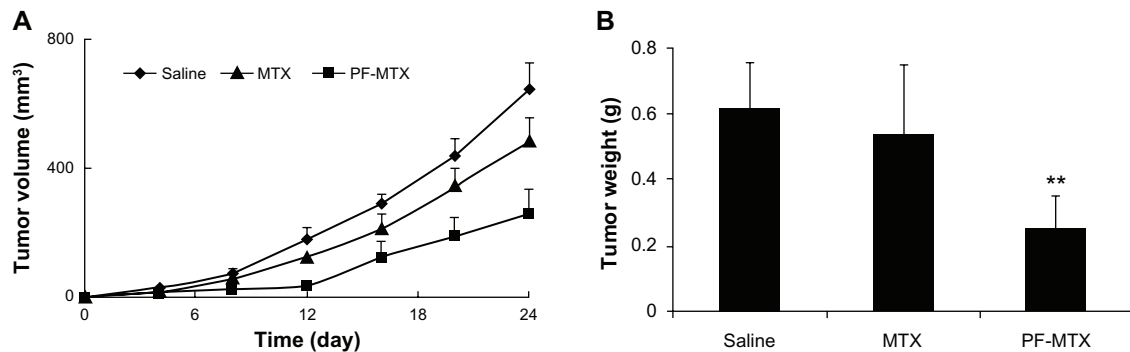 A
Tumor volume (mm³)
800
400
0
Saline
MTX
PF-MTX
0
6
12
18
24
Time (day)
B
Tumor weight (g)
0.8
0.6
0.4
0.2
0
**
Saline
MTX
PF-MTX